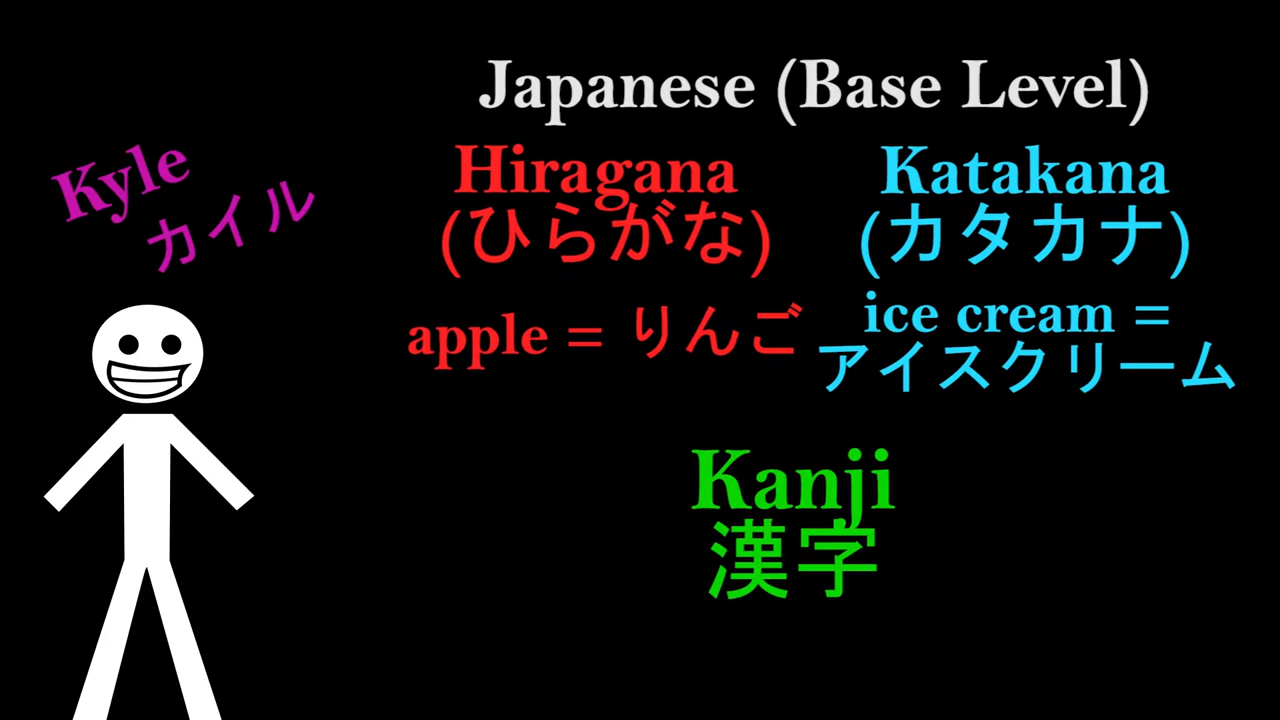 Japanese (Base Level)
Kyle
カイル
Hiragana
(ひらがな)
apple = りんご
Katakana
(カタカナ)
ice cream =
アイスクリーム
Kanji
漢字